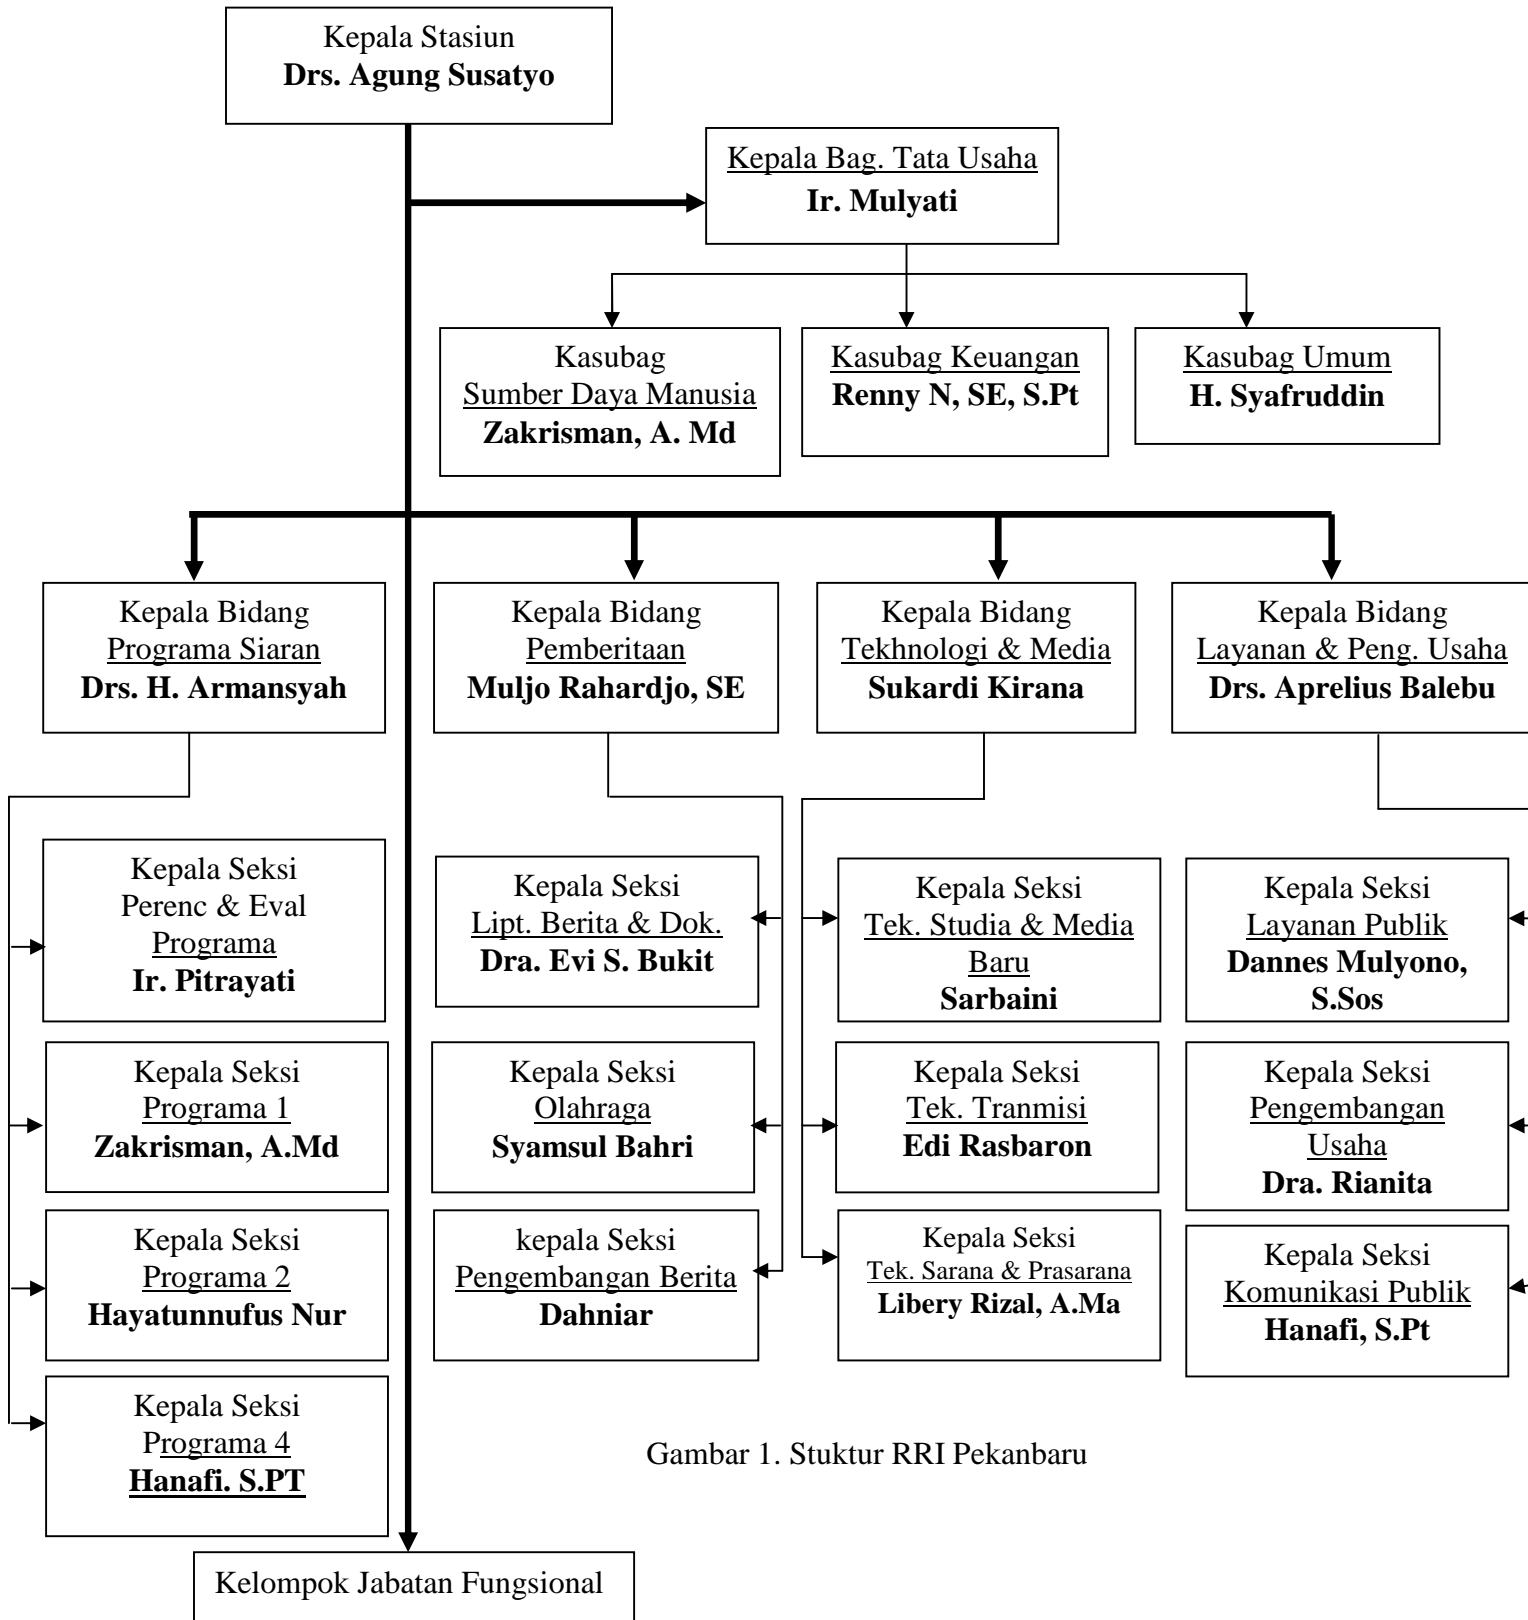 Kepala Stasiun
Drs. Agung Susatyo
Kepala Bag. Tata Usaha
Ir. Mulyati
Kasubag
Sumber Daya Manusia
Zakrisman, A. Md
Kasubag Keuangan
Renny N, SE, S.Pt
Kasubag Umum
H. Syafruddin
Kepala Bidang
Programa Siaran
Drs. H. Armansyah
Kepala Bidang
Pemberitaan
Muljo Rahardjo, SE
Kepala Bidang
Tekhnologi & Media
Sukardi Kirana
Kepala Bidang
Layanan & Peng. Usaha
Drs. Aprelius Balebu
Kepala Seksi
Perenc & Eval
Programa
Ir. Pitrayati
Kepala Seksi
Lipt. Berita & Dok.
Dra. Evi S. Bukit
Kepala Seksi
Tek. Studia & Media
Baru
Sarbaini
Kepala Seksi
Layanan Publik
Dannes Mulyono,
S.Sos
Kepala Seksi
Programa 1
Zakrisman, A.Md
Kepala Seksi
Olahraga
Syamsul Bahri
Kepala Seksi
Tek. Tranmisi
Edi Rasbaron
Kepala Seksi
Pengembangan
Usaha
Dra. Rianita
Kepala Seksi
Programa 2
Hayatunnufus Nur
kepala Seksi
Pengembangan Berita
Dahniar
Kepala Seksi
Tek. Sarana & Prasarana
Libery Rizal, A.Ma
Kepala Seksi
Komunikasi Publik
Hanafi, S.Pt
Kepala Seksi
Programa 4
Hanafi. S.PT
Gambar 1. Stuktur RRI Pekanbaru
Kelompok Jabatan Fungsional